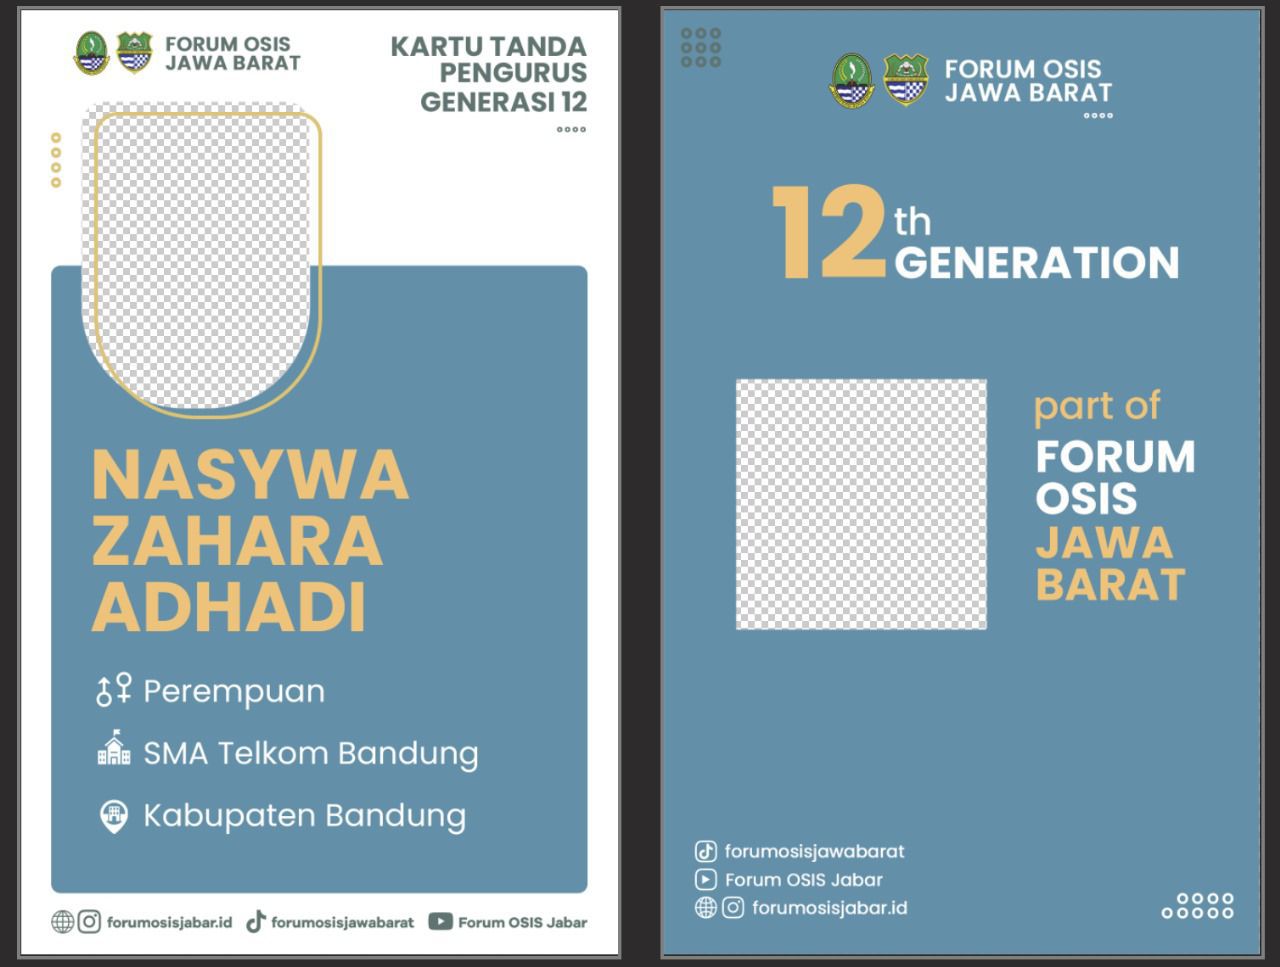 FORUM OSIS
JAWA BARAT
KARTU TANDA
PENGURUS
GENERASI 12
NASYWA
ZAHARA
ADHADI
Perempuan
SMA Telkom Bandung
Kabupaten Bandung
forumosisjabar.id
forumosisjawabarat
Forum OSIS Jabar
FORUM OSIS
JAWA BARAT
12th
GENERATION
part of
FORUM
OSIS
JAWA
BARAT
forumosisjawabarat
Forum OSIS Jabar
forumosisjabar.id